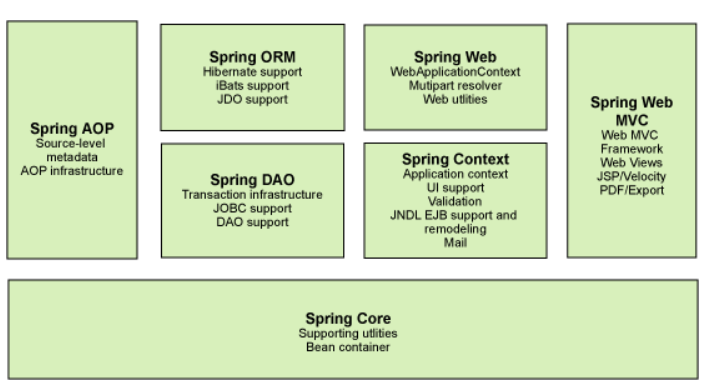 Spring AOP
Source-level
metadata
AOP infrastructure
Spring ORM
Hibernate support
iBats support
JDO support
Spring DAO
Transaction infrastructure
JOBC support
DAO support
Spring Web
WebApplicationContext
Mutipart resolver
Web utlities
Spring Context
Application context
UI support
Validation
JNDL EJB support and
remodeling
Mail
Spring Web
MVC
Web MVC
Framework
Web Views
JSP/Velocity
PDF/Export
Spring Core
Supporting utlities
Bean container